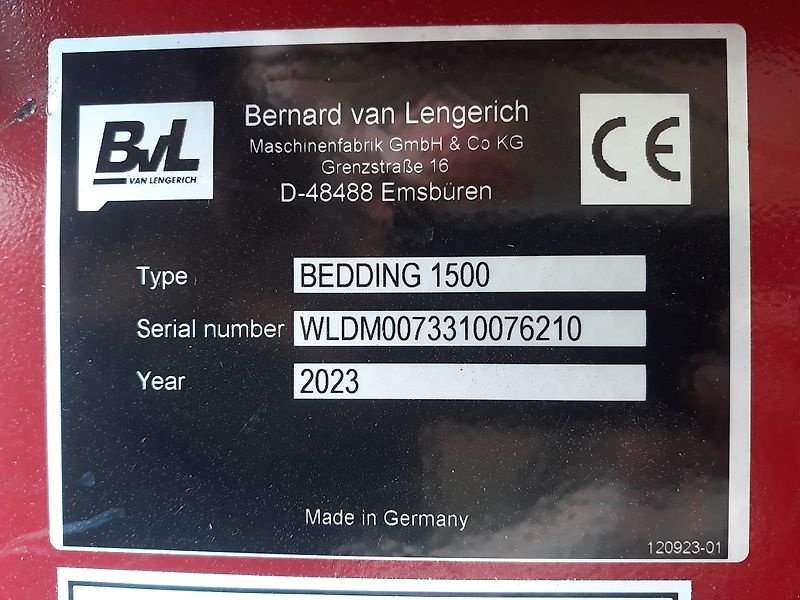 BvL
VAN LENGERICH
Bernard van Lengerich
Maschinenfabrik GmbH & Co KG
Grenzstraße 16
D-48488 Emsbüren
CE
Type BEDDING 1500
Serial number WLDM0073310076210
Year 2023
Made in Germany
120923-01